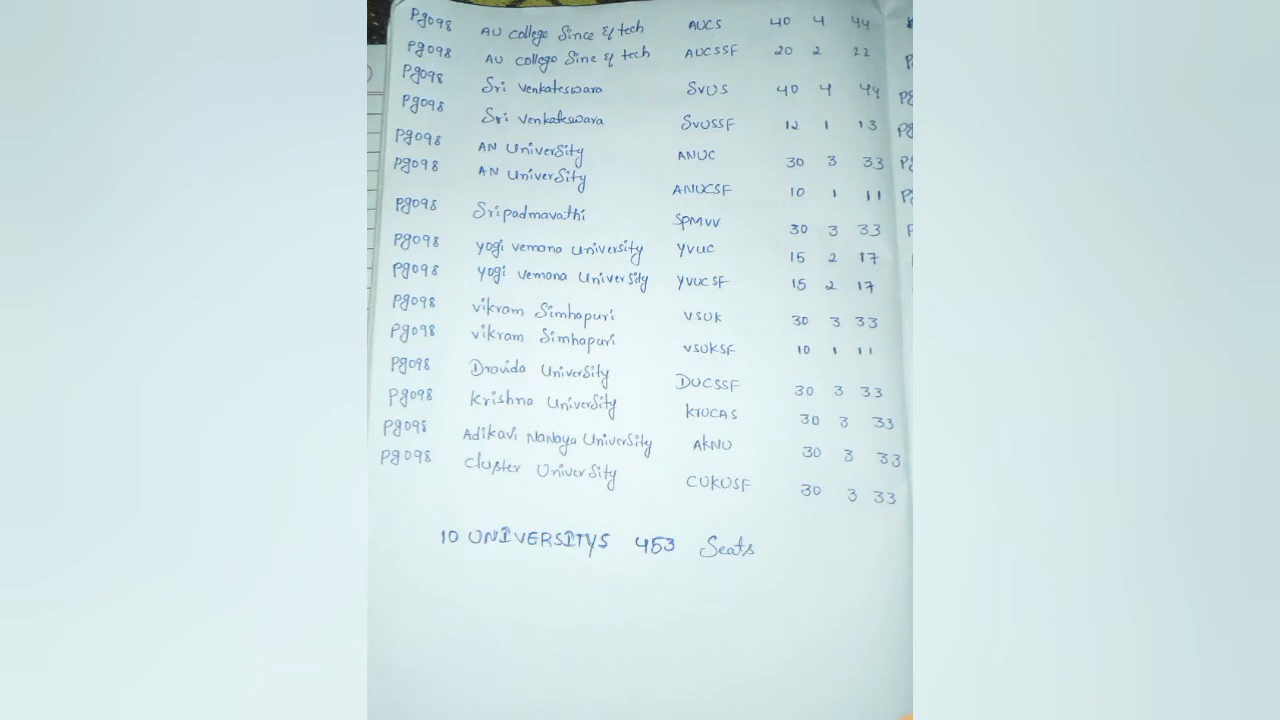 Pg098 AU college Since & tech AUCS 40 4 44
Pg098 AU college Sine & tech AUCSSF 20 2 22
Pg098 Sri Venkateswara SVUS 40 4 44
Pg098 Sri Venkateswara SVUSSF 12 1 13
Pg098 AN University ANUC 30 3 33
Pg098 AN University ANUCSF 10 1 11
Pg098 Sripadmavathi SPMVV 30 3 33
Pg098 yogi vemana University YVUC 15 2 17
Pg098 yogi vemana University YVUCSF 15 2 17
Pg098 vikram Simhapuri VSUK 30 3 33
Pg098 vikram Simhapuri VSUKSF 10 1 11
Pg098 Dravida University DUCSSF 30 3 33
Pg098 Krishna University KRUCAS 30 3 33
Pg098 Adikavi NaNaya University AKNU 30 3 33
Pg098 cluster University CUKUSF 30 3 33
10 UNIVERSITYS 453 Seats